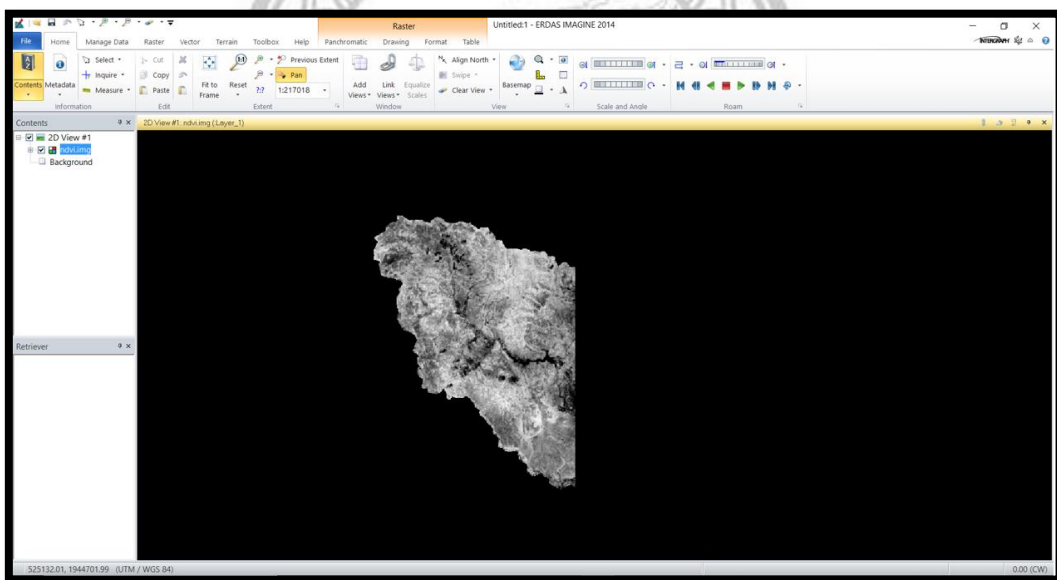 Raster
Untitled:1 - ERDAS IMAGINE 2014
File Home Manage Data Raster Vector Terrain Toolbox Help Panchromatic Drawing Format Table
INTERGRAPH
Contents Metadata
Select
Inquire
Measure
Information
Cut
Copy
Paste
Edit
Fit to Frame
1:1
Reset
Previous Extent
Pan
?:? 1:217018
Extent
Add Views
Link Views
Equalize Scales
Window
Align North
Swipe
Clear View
Basemap
View
Scale and Angle
Roam
Contents
2D View #1: ndvi.img (:Layer_1)
2D View #1
ndvi.img
Background
Retriever
525132.01, 1944701.99 (UTM / WGS 84)
0.00 (CW)